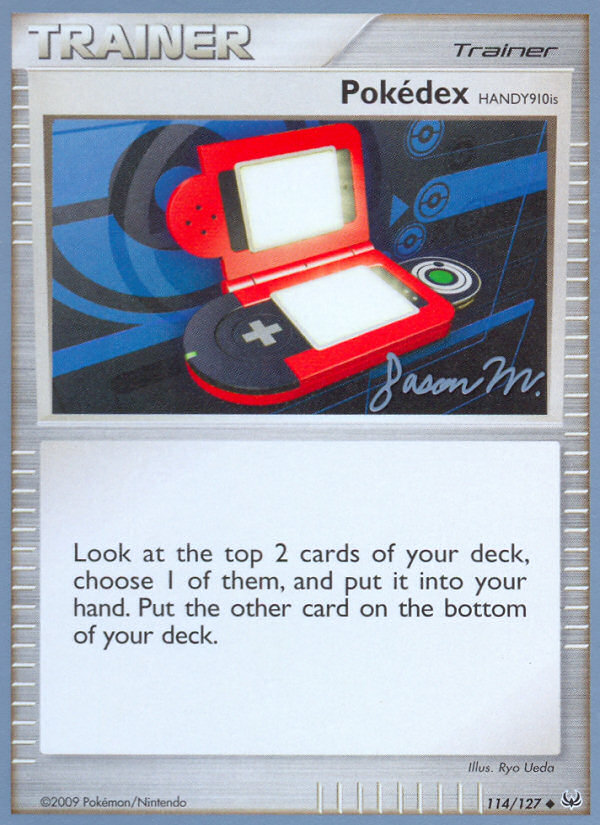 TRAINER
Trainer
Pokédex HANDY910is
Jason M.
Look at the top 2 cards of your deck,
choose 1 of them, and put it into your
hand. Put the other card on the bottom
of your deck.
Illus. Ryo Ueda
©2009 Pokémon/Nintendo
114/127